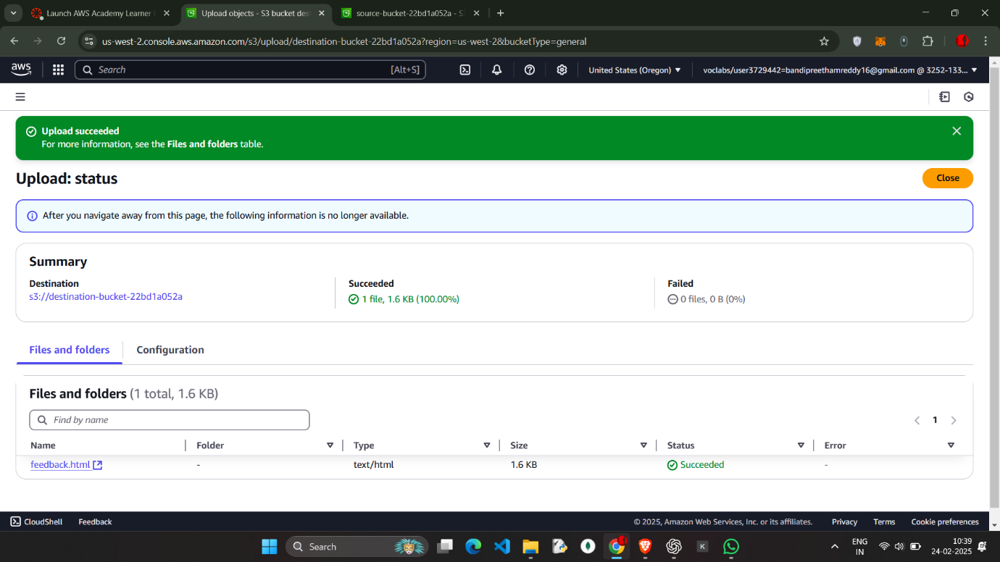 Launch AWS Academy Learner
Upload objects - S3 bucket des
source-bucket-22bd1a052a - S
us-west-2.console.aws.amazon.com/s3/upload/destination-bucket-22bd1a052a?region=us-west-2&bucketType=general
aws
Search
[Alt+S]
United States (Oregon)
voclabs/user3729442=bandipreethamreddy16@gmail.com @ 3252-133...
Upload succeeded
For more information, see the Files and folders table.
Upload: status
Close
After you navigate away from this page, the following information is no longer available.
Summary
Destination
s3://destination-bucket-22bd1a052a
Succeeded
1 file, 1.6 KB (100.00%)
Failed
0 files, 0 B (0%)
Files and folders
Configuration
Files and folders (1 total, 1.6 KB)
Find by name
1
Name Folder Type Size Status Error
feedback.html - text/html 1.6 KB Succeeded -
CloudShell Feedback
© 2025, Amazon Web Services, Inc. or its affiliates. Privacy Terms Cookie preferences
Search
K
ENG
IN
10:39
24-02-2025